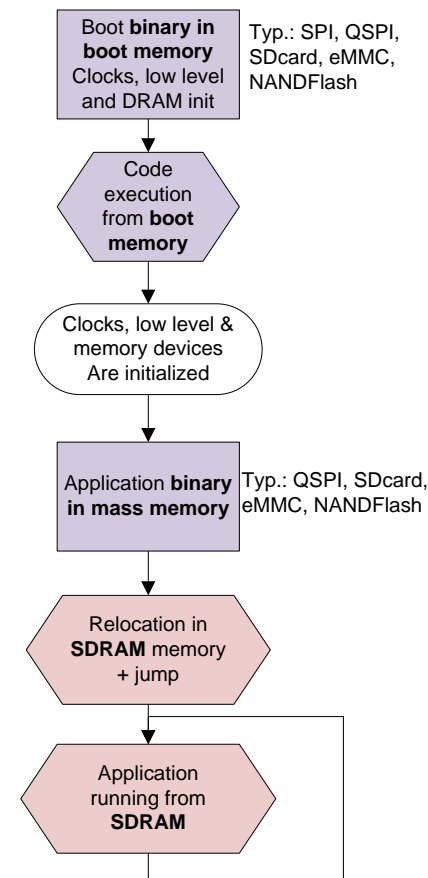 Boot binary in
boot memory
Clocks, low level
and DRAM init
Typ.: SPI, QSPI,
SDcard, eMMC,
NANDFlash
Code
execution
from boot
memory
Clocks, low level &
memory devices
Are initialized
Application binary
in mass memory
Typ.: QSPI, SDcard,
eMMC, NANDFlash
Relocation in
SDRAM memory
+ jump
Application
running from
SDRAM